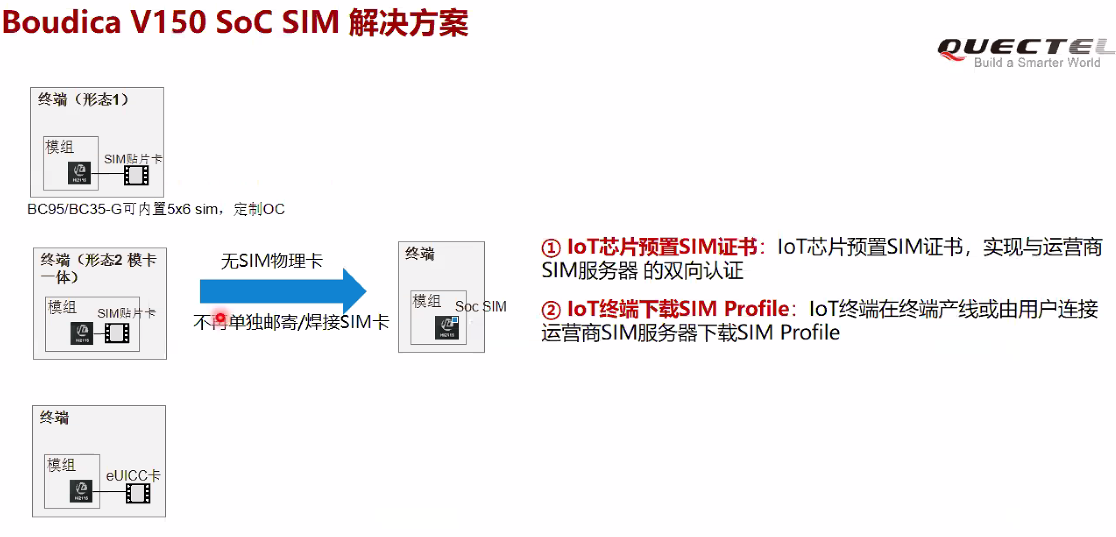 Boudica V150 SoC SIM 解决方案
QUECTEL
Build a Smarter World
终端（形态1）
模组
SIM贴片卡
Hi2115
BC95/BC35-G可内置5x6 sim，定制OC
终端（形态2 模卡
一体）
模组
SIM贴片卡
Hi2115
无SIM物理卡
不再单独邮寄/焊接SIM卡
终端
模组
Soc SIM
Hi2115
① IoT芯片预置SIM证书：IoT芯片预置SIM证书，实现与运营商
SIM服务器 的双向认证
② IoT终端下载SIM Profile：IoT终端在终端产线或由用户连接
运营商SIM服务器下载SIM Profile
终端
模组
eUICC卡
Hi2115